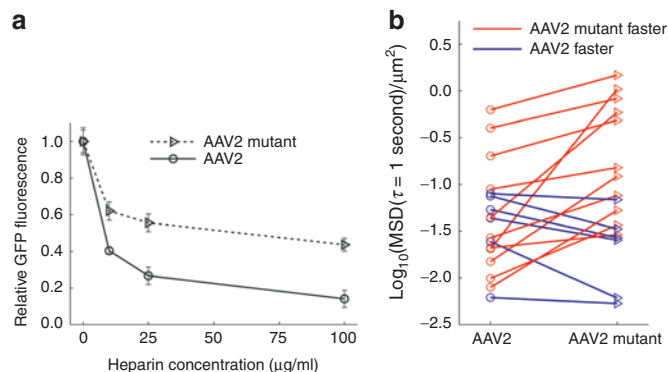 a
Relative GFP fluorescence
1.0
0.8
0.6
0.4
0.2
0.0
AAV2 mutant
AAV2
0
25
50
75
100
Heparin concentration (μg/ml)
b
AAV2 mutant faster
AAV2 faster
Log10(MSD(τ = 1 second)/μm²)
0.5
0.0
−0.5
−1.0
−1.5
−2.0
−2.5
AAV2
AAV2 mutant